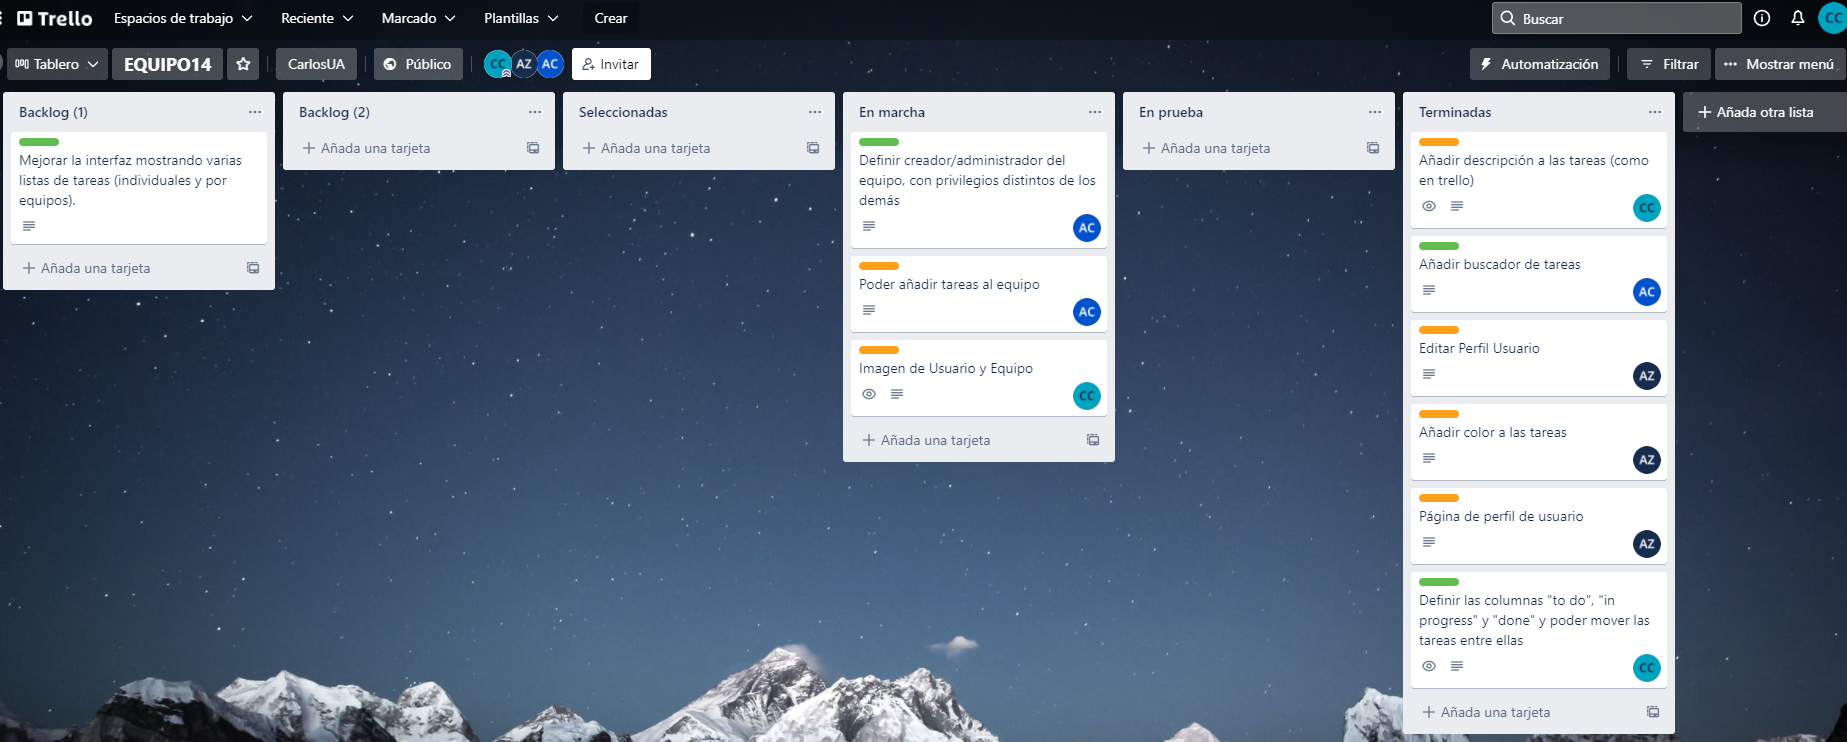 Trello
Espacios de trabajo
Reciente
Marcado
Plantillas
Crear
Buscar
CC
Tablero
EQUIPO14
CarlosUA
Público
CC
AZ
AC
Invitar
Automatización
Filtrar
Mostrar menú
Backlog (1)
Mejorar la interfaz mostrando varias
listas de tareas (individuales y por
equipos).
Añada una tarjeta
Backlog (2)
Añada una tarjeta
Seleccionadas
Añada una tarjeta
En marcha
Definir creador/administrador del
equipo, con privilegios distintos de los
demás
AC
Poder añadir tareas al equipo
AC
Imagen de Usuario y Equipo
CC
Añada una tarjeta
En prueba
Añada una tarjeta
Terminadas
Añadir descripción a las tareas (como
en trello)
CC
Añadir buscador de tareas
AC
Editar Perfil Usuario
AZ
Añadir color a las tareas
AZ
Página de perfil de usuario
AZ
Definir las columnas "to do", "in
progress" y "done" y poder mover las
tareas entre ellas
CC
Añada una tarjeta
Añada otra lista